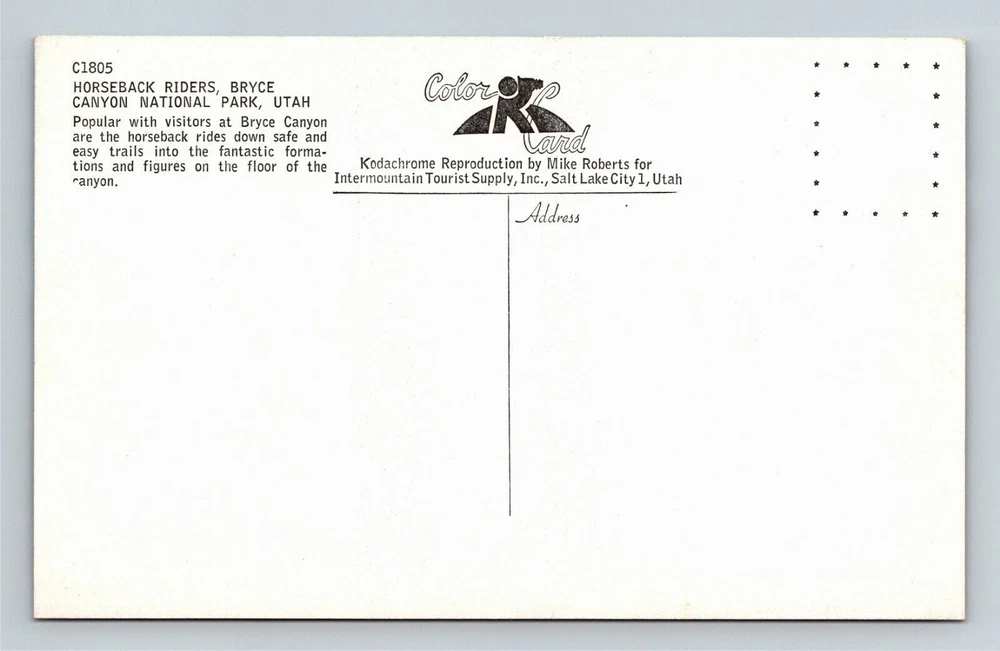 C1805
HORSEBACK RIDERS, BRYCE
CANYON NATIONAL PARK, UTAH
Popular with visitors at Bryce Canyon
are the horseback rides down safe and
easy trails into the fantastic forma-
tions and figures on the floor of the
canyon.
Color Card
Kodachrome Reproduction by Mike Roberts for
Intermountain Tourist Supply, Inc., Salt Lake City 1, Utah
Address